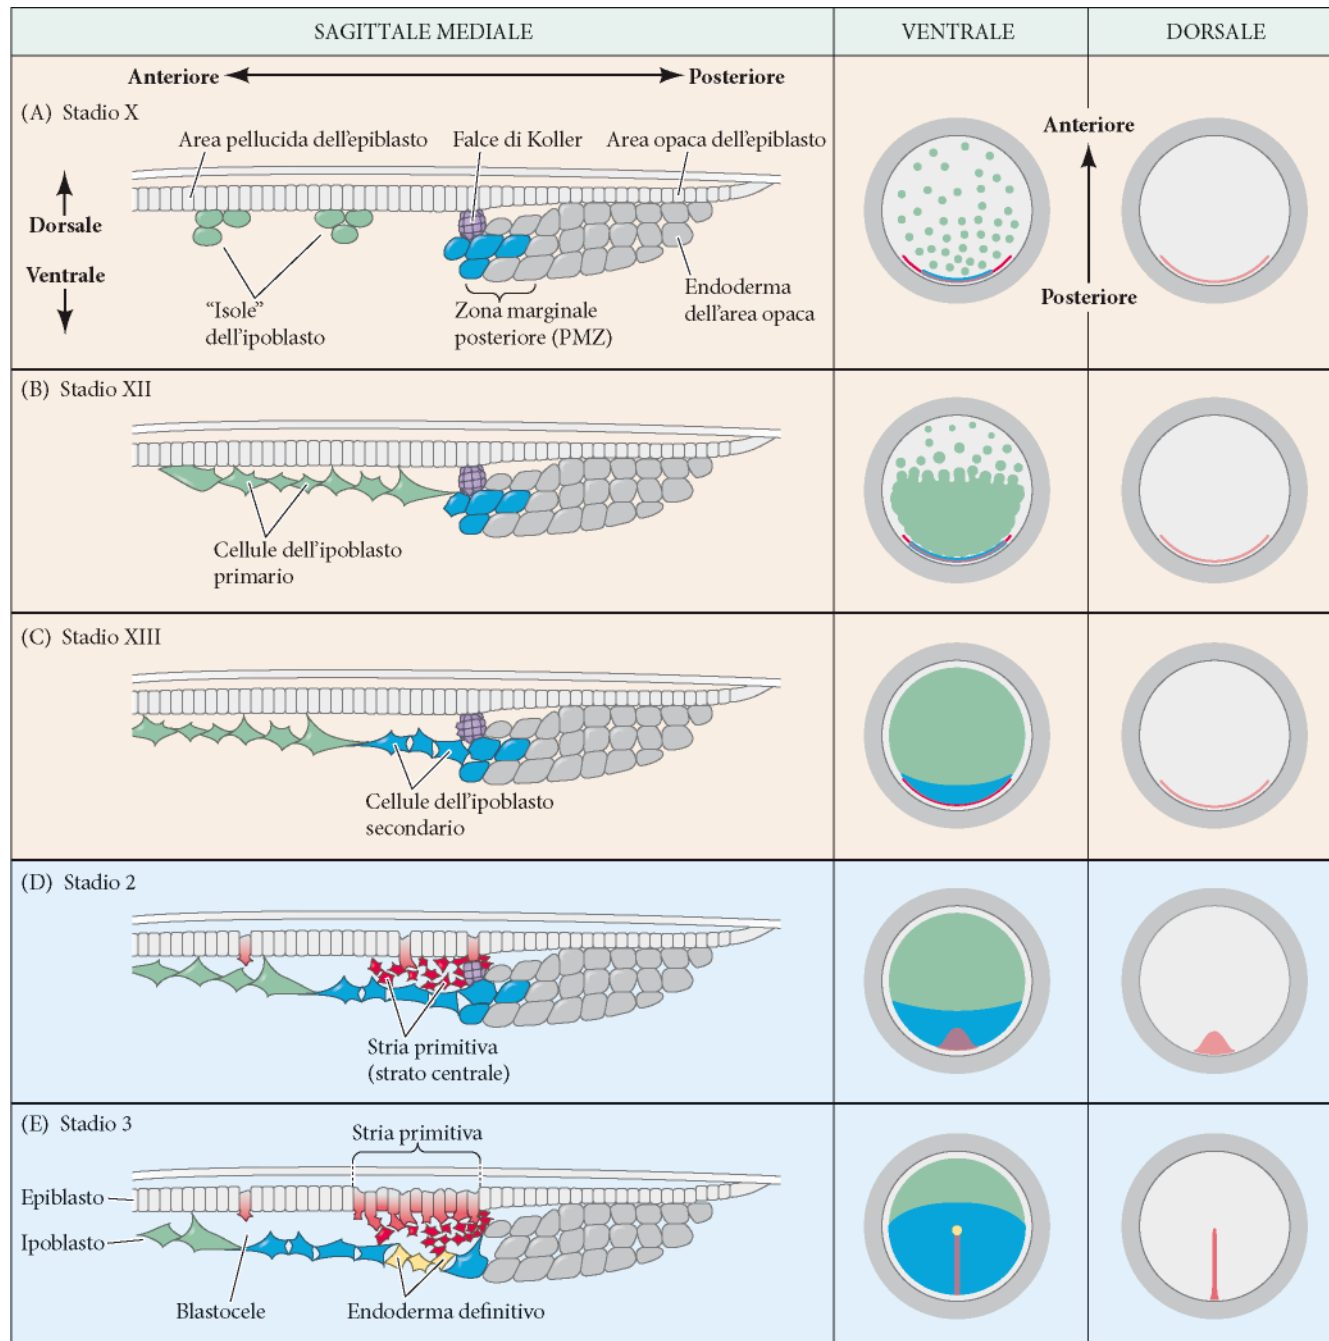 SAGITTALE MEDIALE
VENTRALE
DORSALE
Anteriore
Posteriore
(A) Stadio X
Area pellucida dell'epiblasto
Falce di Koller
Area opaca dell'epiblasto
Dorsale
Ventrale
"Isole"
dell'ipoblasto
Zona marginale
posteriore (PMZ)
Endoderma
dell'area opaca
Anteriore
Posteriore
(B) Stadio XII
Cellule dell'ipoblasto
primario
(C) Stadio XIII
Cellule dell'ipoblasto
secondario
(D) Stadio 2
Stria primitiva
(strato centrale)
(E) Stadio 3
Stria primitiva
Epiblasto
Ipoblasto
Blastocele
Endoderma definitivo